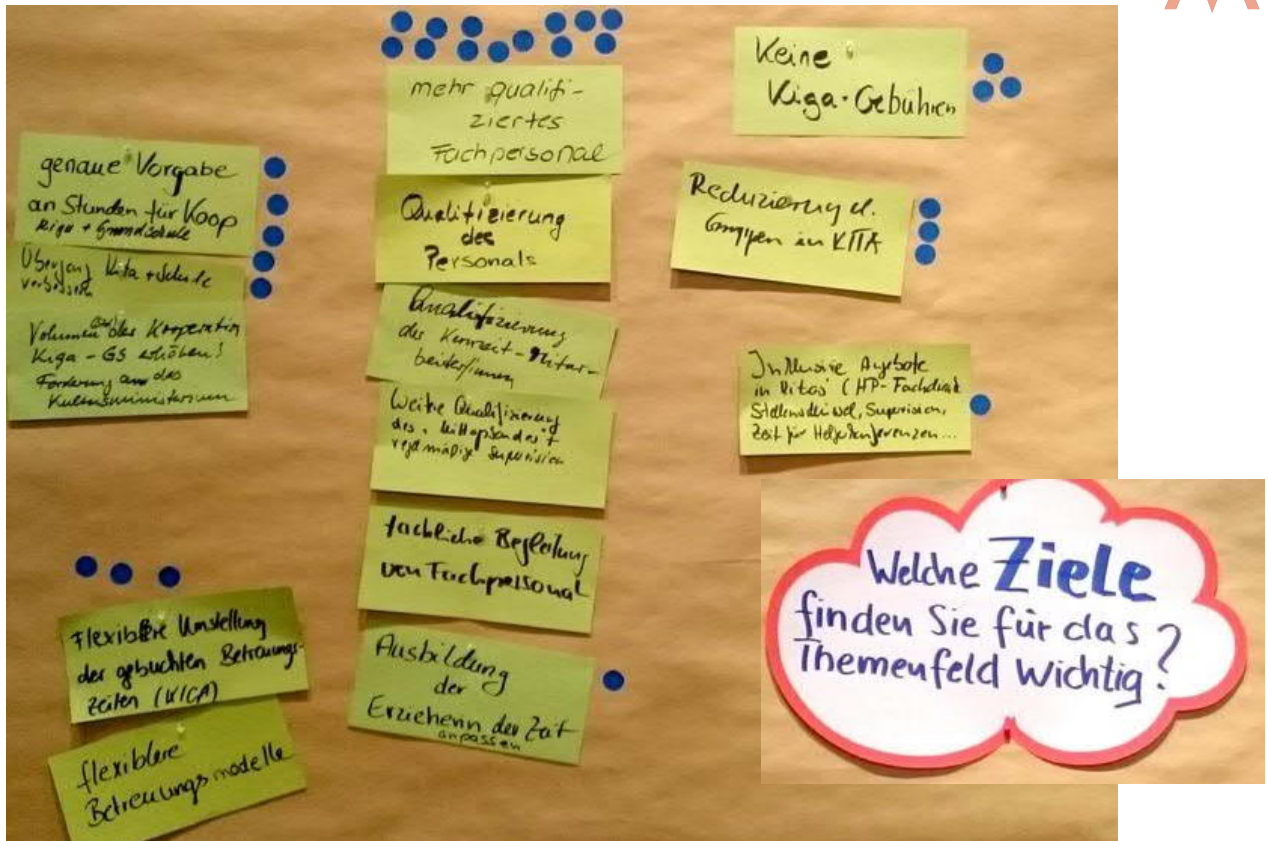 genaue Vorgabe
an Stunden für Koop
Kiga + Grundschule
Übergang Kita + Schule
verbessern
Volumen der Kooperation
Kiga - GS erhöhen!
Forderung an das
Kultusministerium
Flexiblere Umstellung
der gebuchten Betreuungs-
zeiten (KIGA)
flexiblere
Betreuungsmodelle
mehr qualifi-
ziertes
Fachpersonal
Qualifizierung
des
Personals
Qualifizierung
der Kernzeit-Mitar-
beiter/innen
Weitere Qualifizierung
regelmäßige Supervision
fachliche Begleitung
von Fachpersonal
Ausbildung
der
Erzieherin der Zeit
anpassen
Keine
Kiga-Gebühren
Reduzierung d.
Gruppen in KITA
Inklusive Angebote
in Kitas (HP-Fachdienst
Stellenschlüssel, Supervision,
Zeit für Helferkonferenzen...
Welche Ziele
finden Sie für das
Themenfeld wichtig?